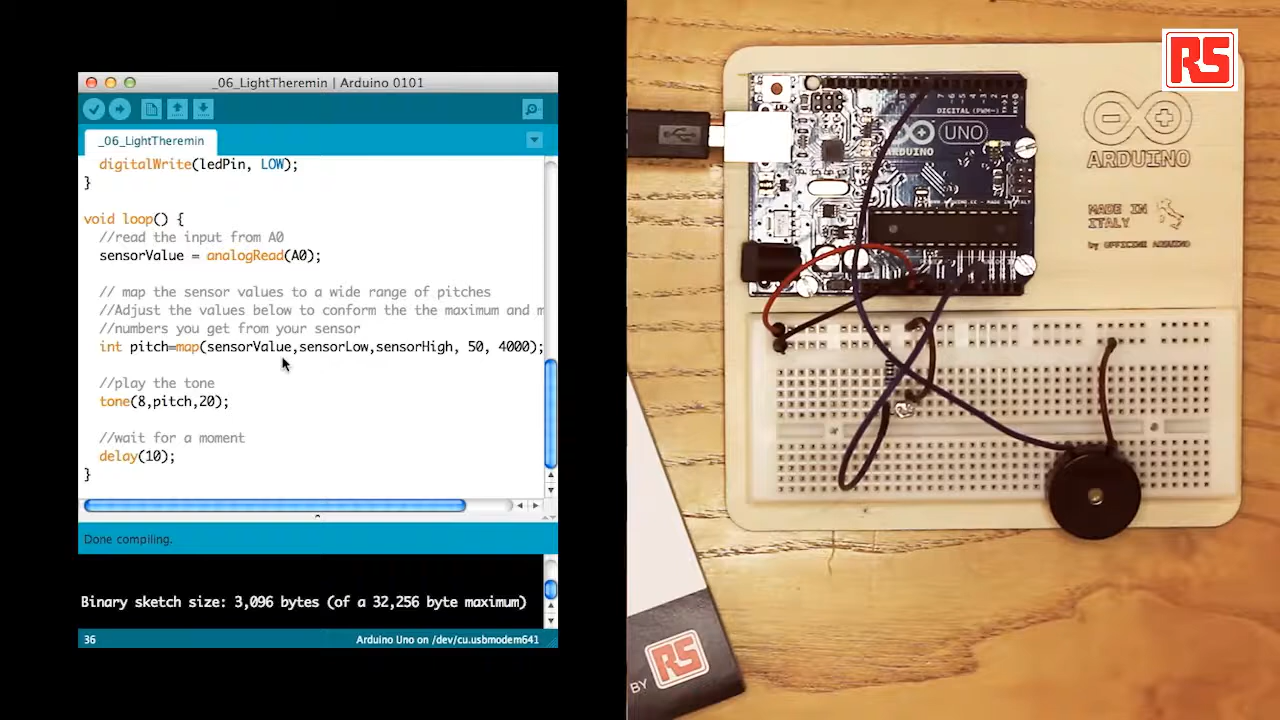 _06_LightTheremin | Arduino 0101
_06_LightTheremin
digitalWrite(ledPin, LOW);
}
void loop() {
//read the input from A0
sensorValue = analogRead(A0);
// map the sensor values to a wide range of pitches
//Adjust the values below to conform the the maximum and m
//numbers you get from your sensor
int pitch=map(sensorValue,sensorLow,sensorHigh, 50, 4000);
//play the tone
tone(8,pitch,20);
//wait for a moment
delay(10);
}
Done compiling.
Binary sketch size: 3,096 bytes (of a 32,256 byte maximum)
36
Arduino Uno on /dev/cu.usbmodem641
RS
DIGITAL (PWM~)
UNO
ARDUINO
ARDUINO
MADE IN
ITALY
by OFFICINE ARDUINO
BY RS